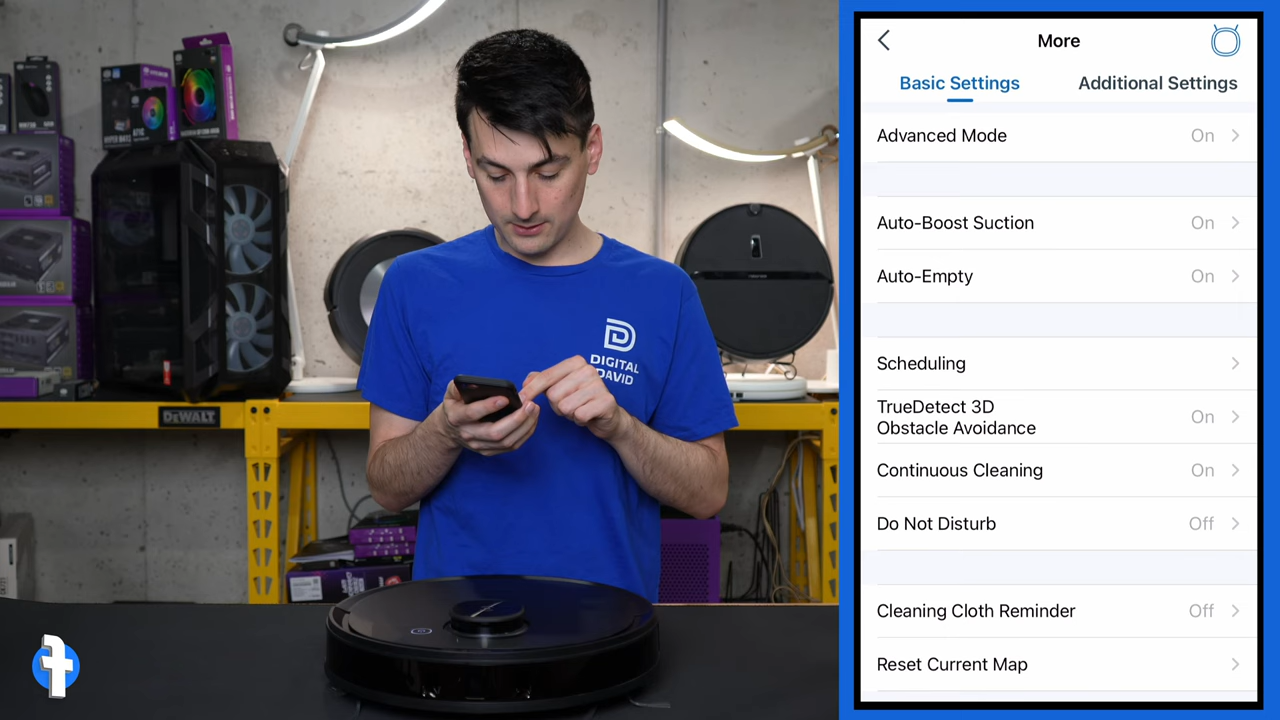 More
Basic Settings
Additional Settings
Advanced Mode
On
Auto-Boost Suction
On
Auto-Empty
On
Scheduling
TrueDetect 3D
Obstacle Avoidance
On
Continuous Cleaning
On
Do Not Disturb
Off
Cleaning Cloth Reminder
Off
Reset Current Map
DIGITAL
DAVID
DEWALT